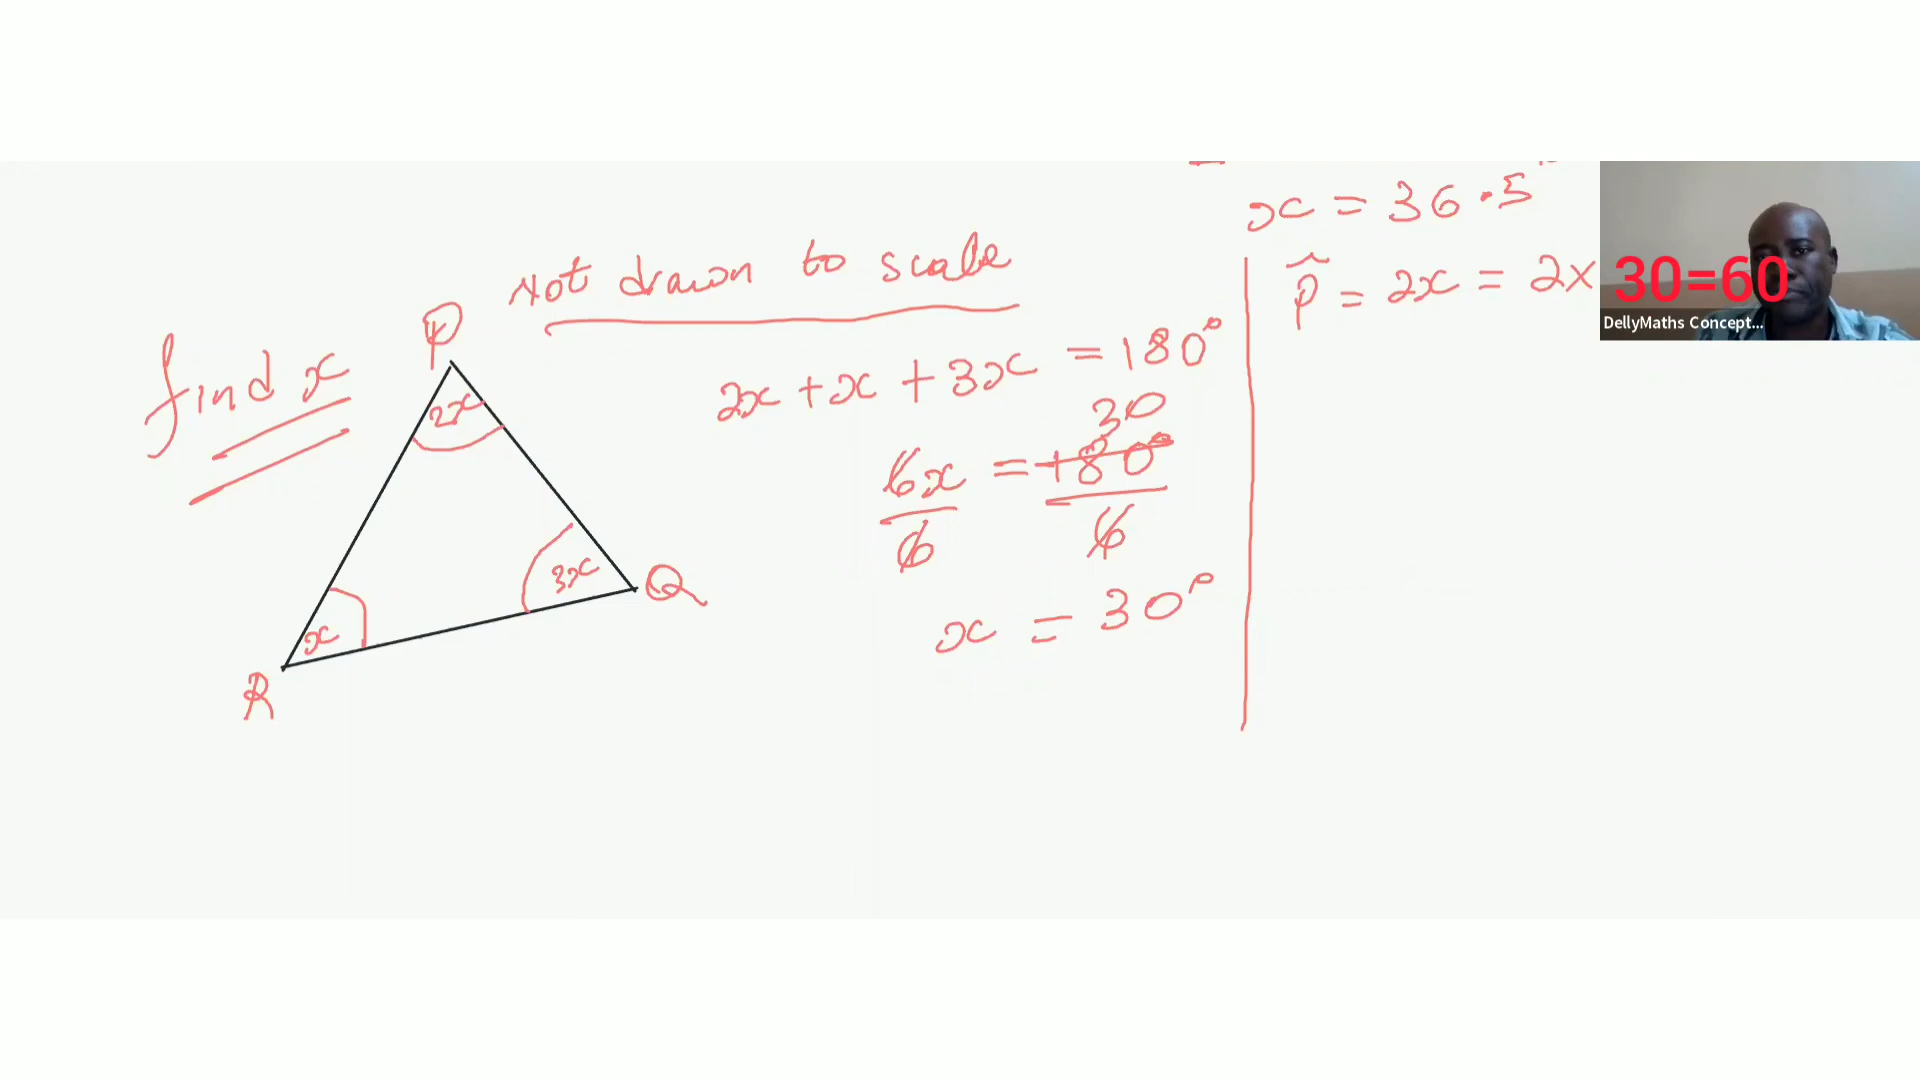 Not drawn to scale
find x
P
2x
3x
Q
x
R
2x + x + 3x = 180°
30
6x = 180°
6 6
x = 30°
x = 36.5
P̂ = 2x = 2x 30=60
DellyMaths Concept...